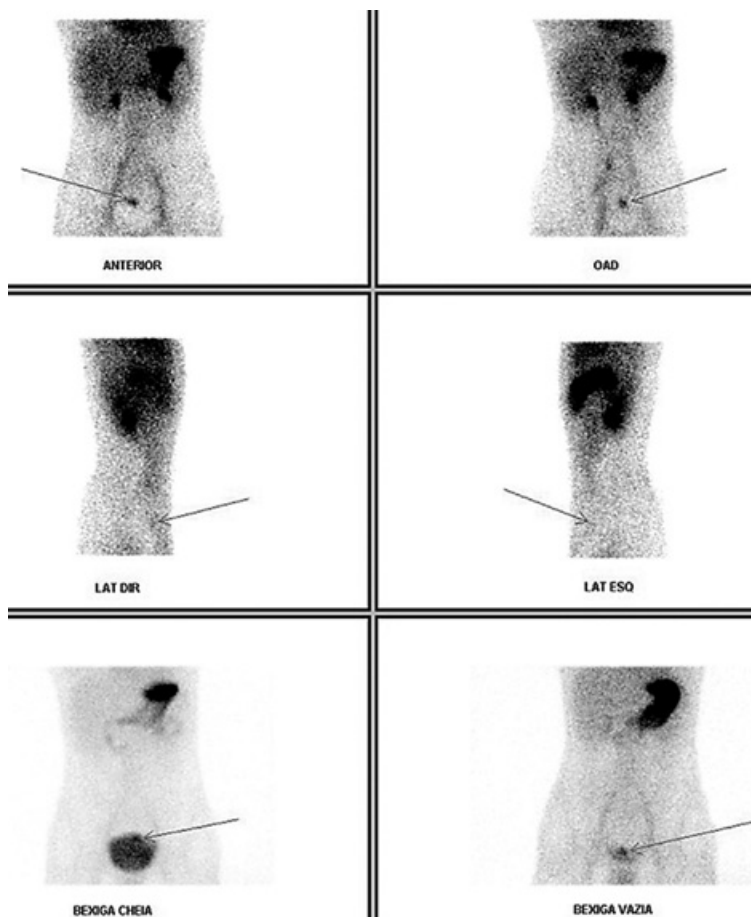 ANTERIOR
OAD
LAT DIR
LAT ESQ
BEXIGA CHEIA
BEXIGA VAZIA